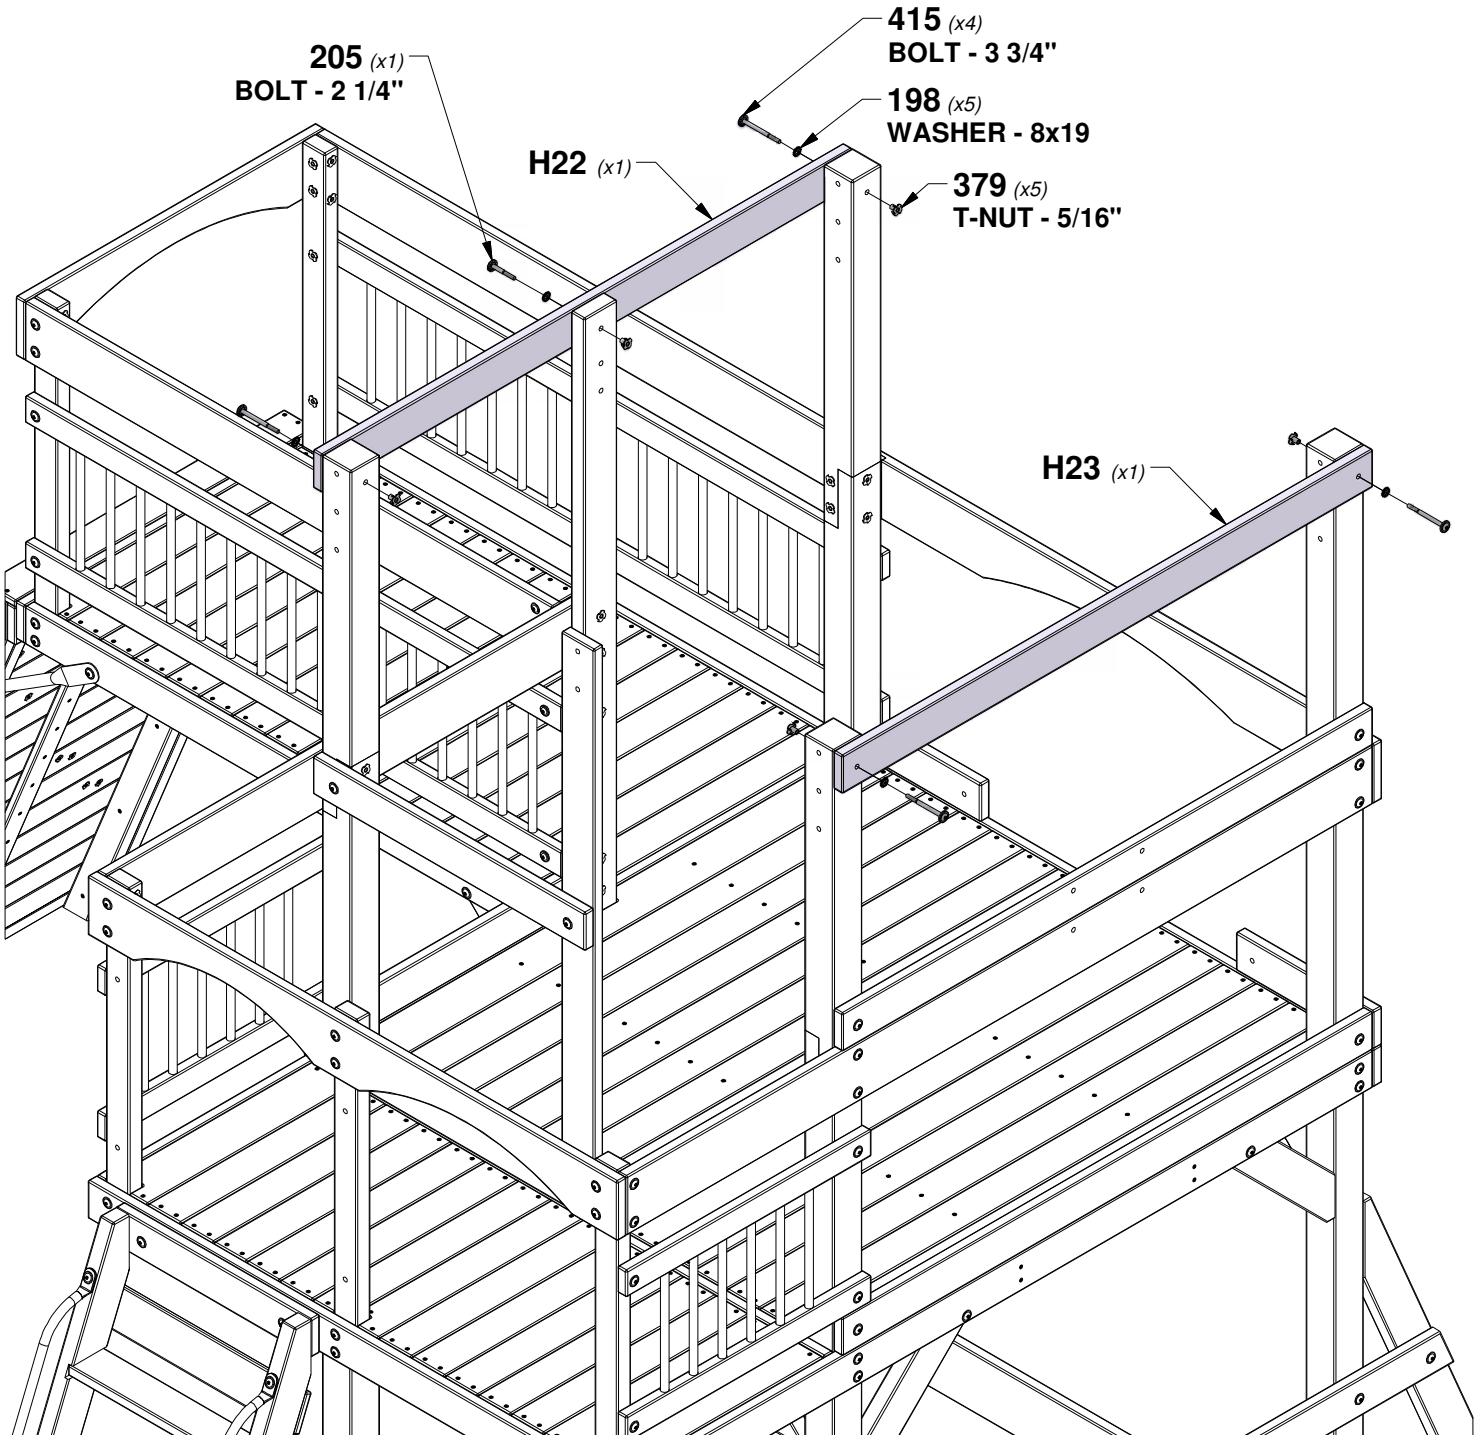 415 (x4)
BOLT - 3 3/4"
205 (x1)
BOLT - 2 1/4"
198 (x5)
WASHER - 8x19
H22 (x1)
379 (x5)
T-NUT - 5/16"
H23 (x1)